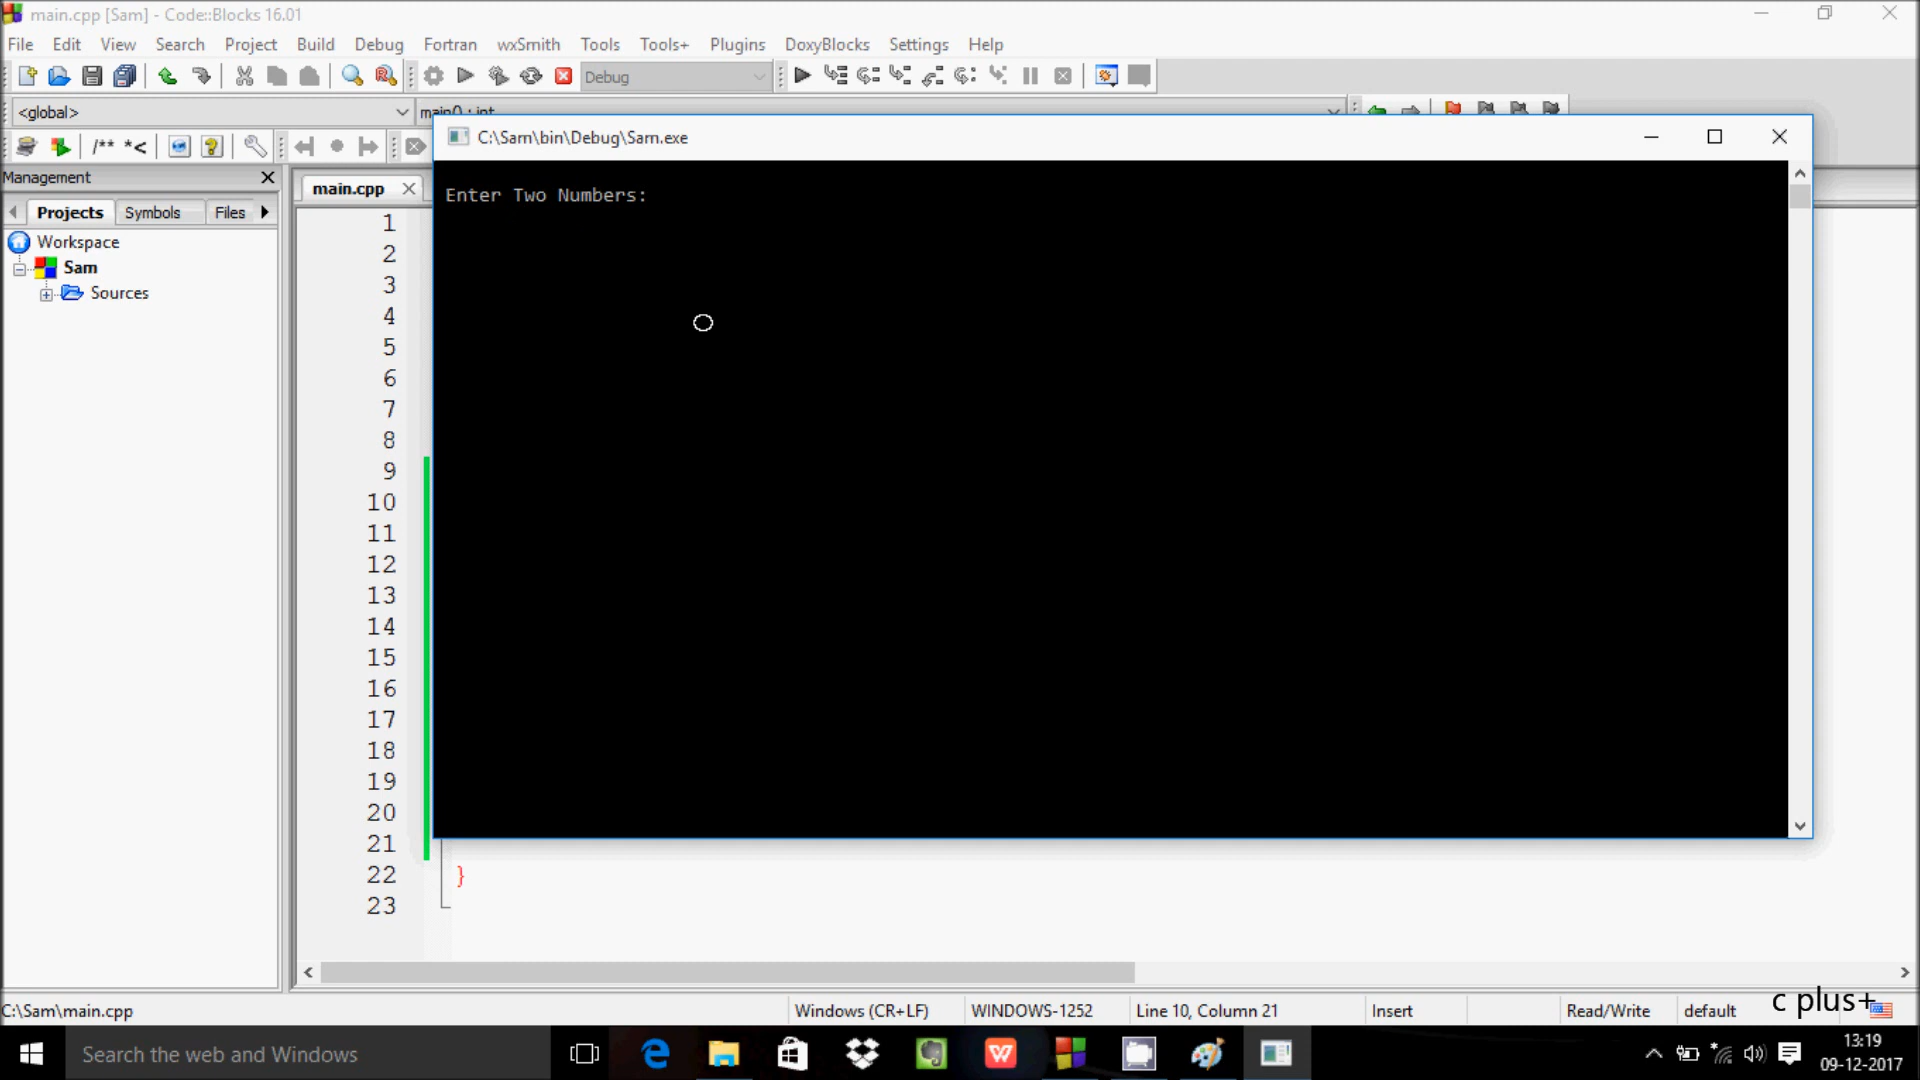 main.cpp [Sam] - Code::Blocks 16.01
File Edit View Search Project Build Debug Fortran wxSmith Tools Tools+ Plugins DoxyBlocks Settings Help
Debug
<global>
main() : int
/** *<
C:\Sam\bin\Debug\Sam.exe
Management
main.cpp
Enter Two Numbers:
Projects Symbols Files
Workspace
Sam
Sources
1
2
3
4
5
6
7
8
9
10
11
12
13
14
15
16
17
18
19
20
21
22 }
23
C:\Sam\main.cpp Windows (CR+LF) WINDOWS-1252 Line 10, Column 21 Insert Read/Write default
c plus+
Search the web and Windows
13:19
09-12-2017